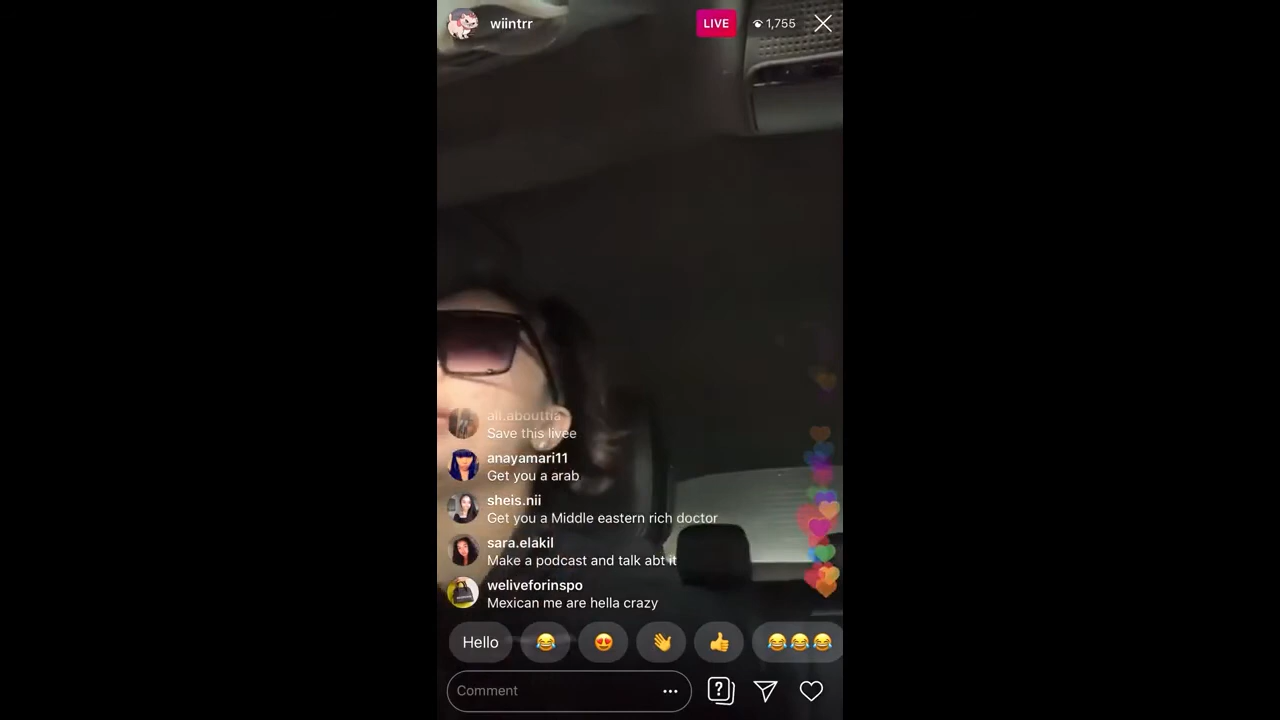 wiintrr
LIVE
1,755
all.abouttia
Save this livee
anayamari11
Get you a arab
sheis.nii
Get you a Middle eastern rich doctor
sara.elakil
Make a podcast and talk abt it
weliveforinspo
Mexican me are hella crazy
Hello
Comment